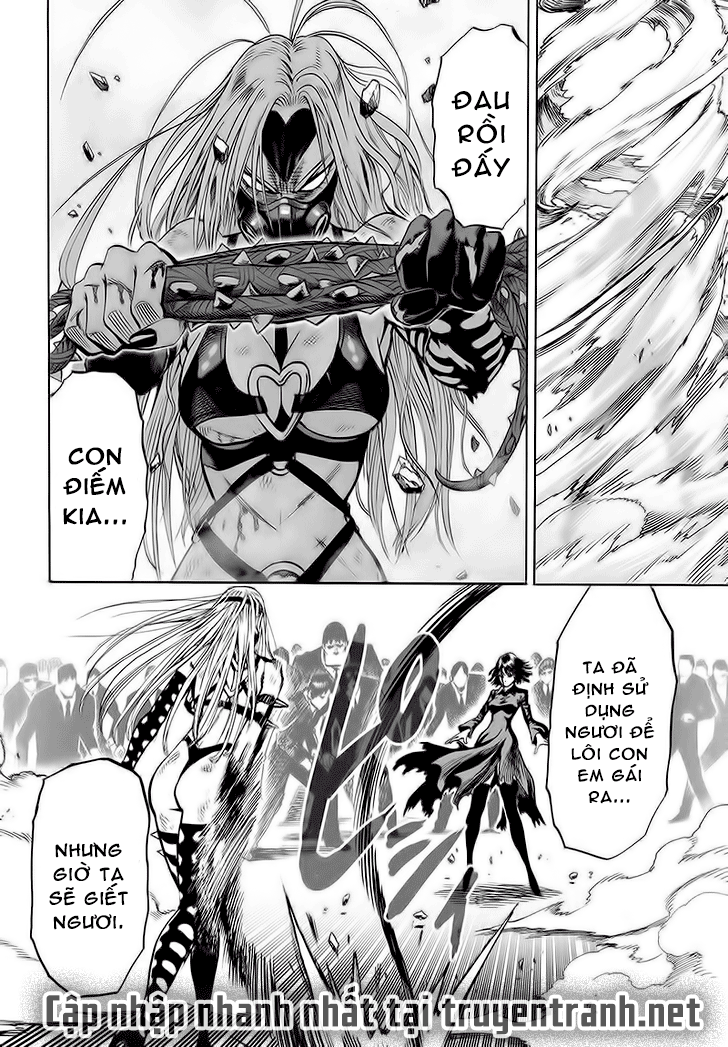 ĐAU
RỒI
ĐẤY
CON
ĐIẾM
KIA...
TA ĐÃ
ĐỊNH SỬ
DỤNG
NGƯƠI ĐỂ
LÔI CON
EM GÁI
RA...
NHƯNG
GIỜ TA
SẼ GIẾT
NGƯƠI.
Cập nhập nhanh nhất tại truyentranh.net